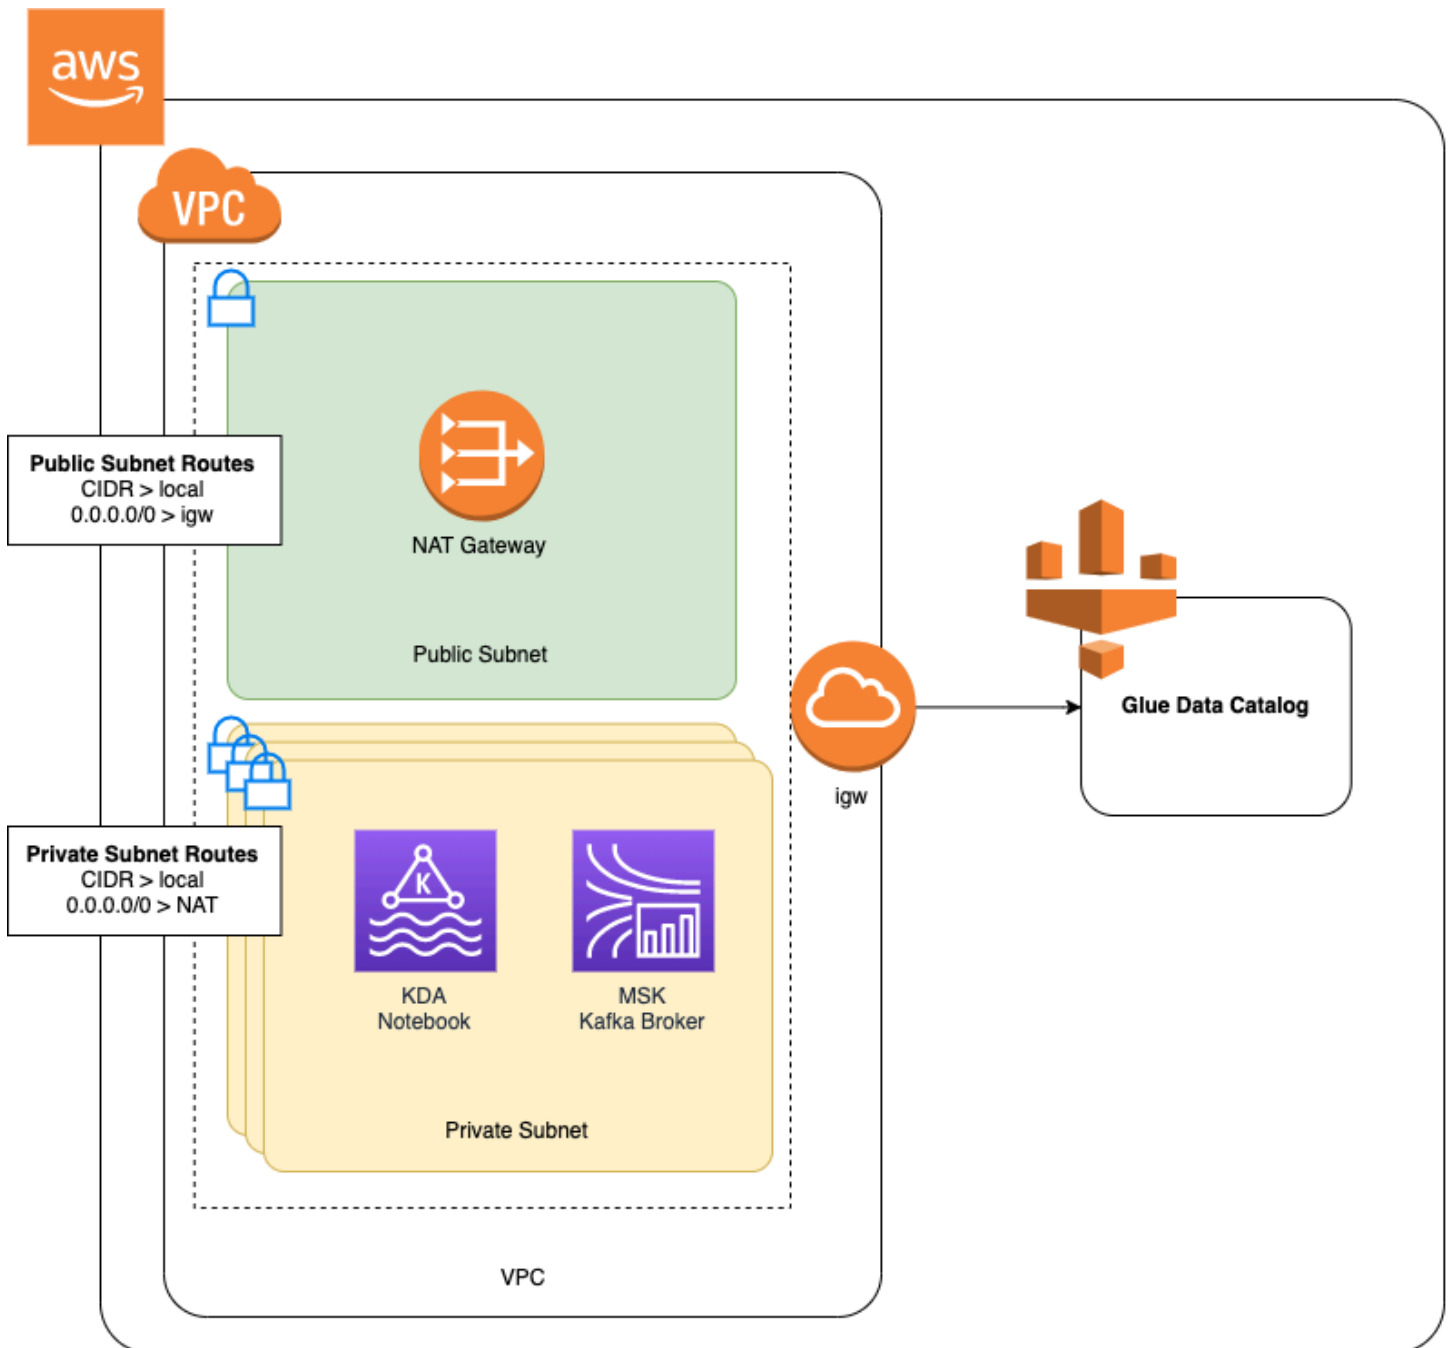 aws
VPC
Public Subnet Routes
CIDR > local
0.0.0.0/0 > igw
NAT Gateway
Public Subnet
Glue Data Catalog
igw
Private Subnet Routes
CIDR > local
0.0.0.0/0 > NAT
K
KDA
Notebook
MSK
Kafka Broker
Private Subnet
VPC